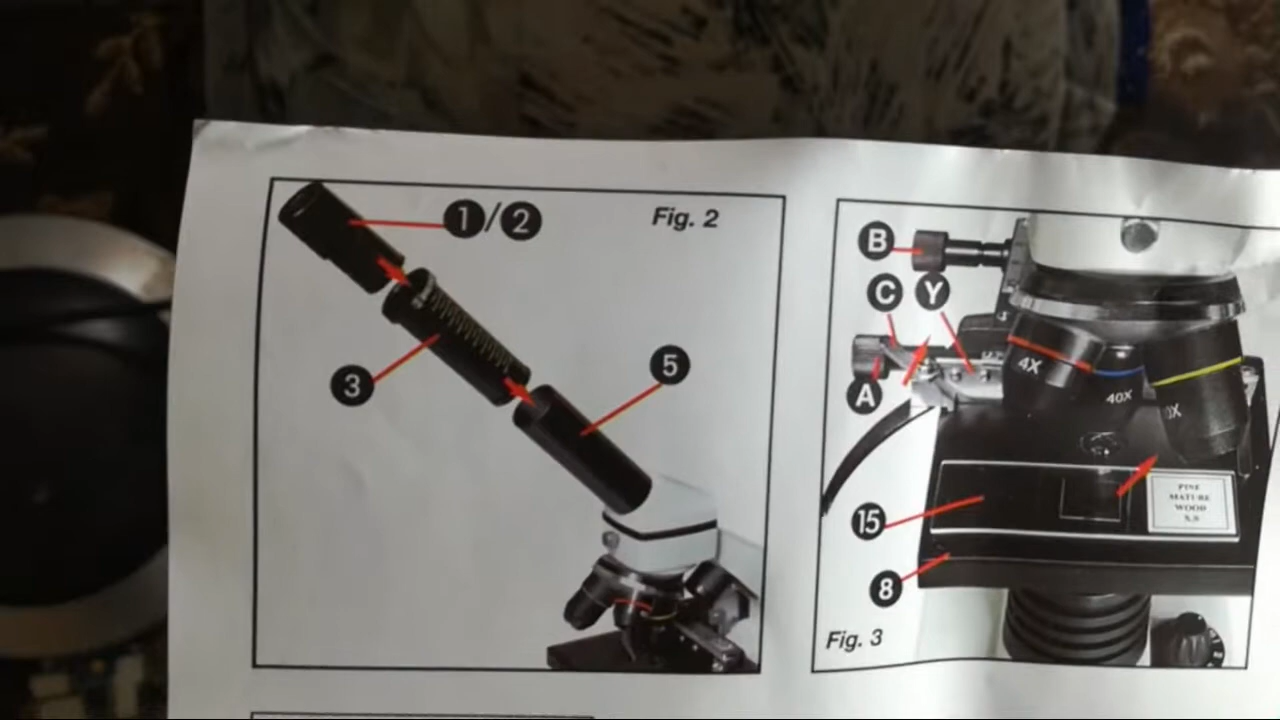 1/2
Fig. 2
3
5
B
C Y
A
4X
40X
PINE
MATURE
WOOD
15
8
Fig. 3